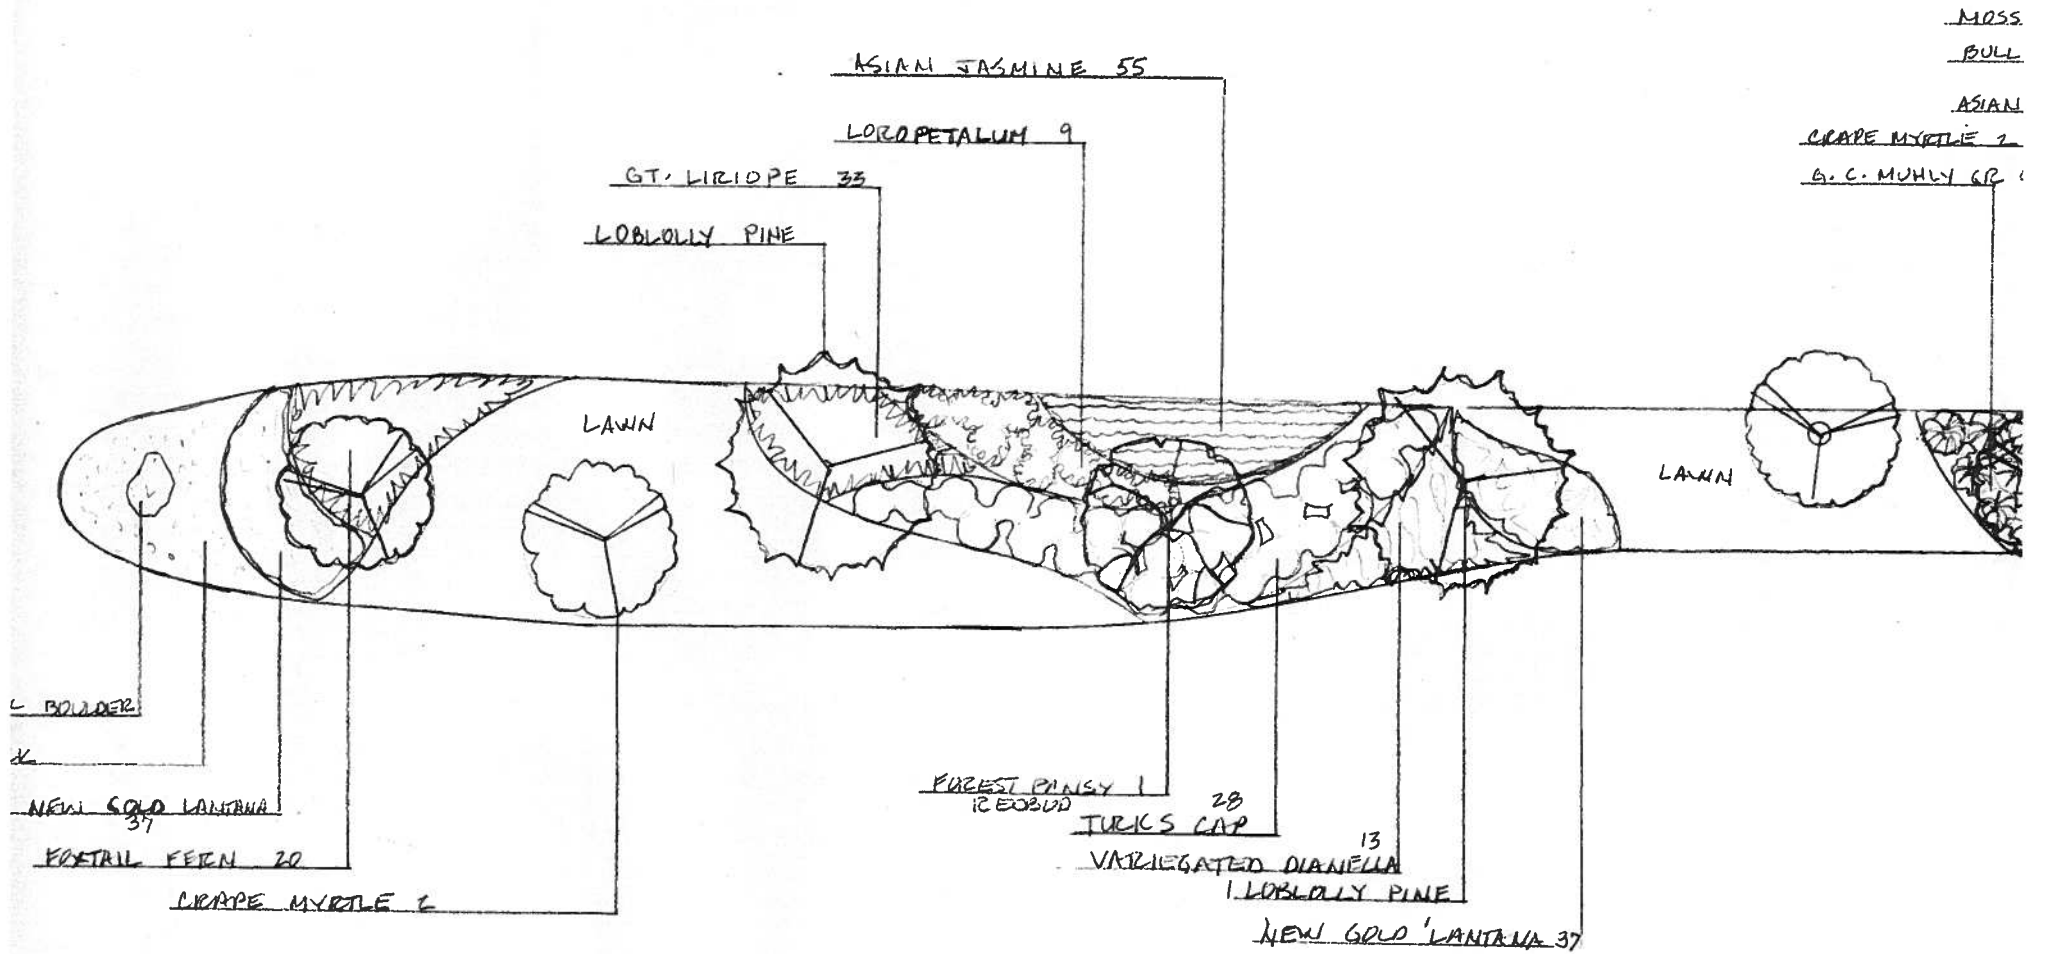 MOSS
BULL
ASIAN JASMINE 55
ASIAN
LOROPETALUM 9
CRAPE MYRTLE 2
GT. LIRIOPE 33
G. C. MUHLY GR
LOBLOLLY PINE
LAWN
LAWN
BOULDER
NEW GOLD LANTANA
37
FOXTAIL FERN 20
CRAPE MYRTLE 2
FOREST PANSY 1
REDBUD
28
TURKS CAP
13
VARIEGATED DIANELLA
1 LOBLOLLY PINE
NEW GOLD 'LANTANA 37